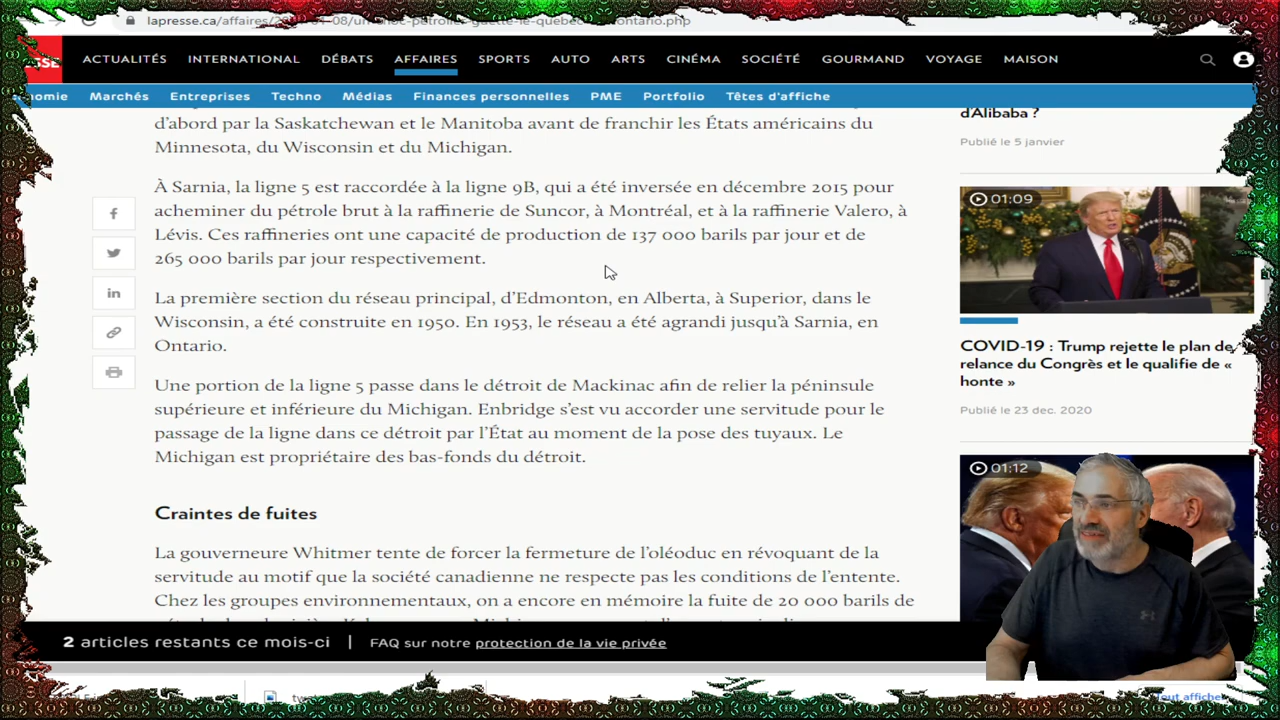 lapresse.ca/affaires/
ACTUALITÉS INTERNATIONAL DÉBATS AFFAIRES SPORTS AUTO ARTS CINÉMA SOCIÉTÉ GOURMAND VOYAGE MAISON
Marchés Entreprises Techno Médias Finances personnelles PME Portfolio Têtes d'affiche
d'abord par la Saskatchewan et le Manitoba avant de franchir les États américains du
Minnesota, du Wisconsin et du Michigan.
À Sarnia, la ligne 5 est raccordée à la ligne 9B, qui a été inversée en décembre 2015 pour
acheminer du pétrole brut à la raffinerie de Suncor, à Montréal, et à la raffinerie Valero, à
Lévis. Ces raffineries ont une capacité de production de 137 000 barils par jour et de
265 000 barils par jour respectivement.
La première section du réseau principal, d'Edmonton, en Alberta, à Superior, dans le
Wisconsin, a été construite en 1950. En 1953, le réseau a été agrandi jusqu'à Sarnia, en
Ontario.
Une portion de la ligne 5 passe dans le détroit de Mackinac afin de relier la péninsule
supérieure et inférieure du Michigan. Enbridge s'est vu accorder une servitude pour le
passage de la ligne dans ce détroit par l'État au moment de la pose des tuyaux. Le
Michigan est propriétaire des bas-fonds du détroit.
Craintes de fuites
La gouverneure Whitmer tente de forcer la fermeture de l'oléoduc en révoquant de la
servitude au motif que la société canadienne ne respecte pas les conditions de l'entente.
Chez les groupes environnementaux, on a encore en mémoire la fuite de 20 000 barils de
d'Alibaba ?
Publié le 5 janvier
01:09
COVID-19 : Trump rejette le plan de
relance du Congrès et le qualifie de «
honte »
Publié le 23 dec. 2020
01:12
2 articles restants ce mois-ci | FAQ sur notre protection de la vie privée